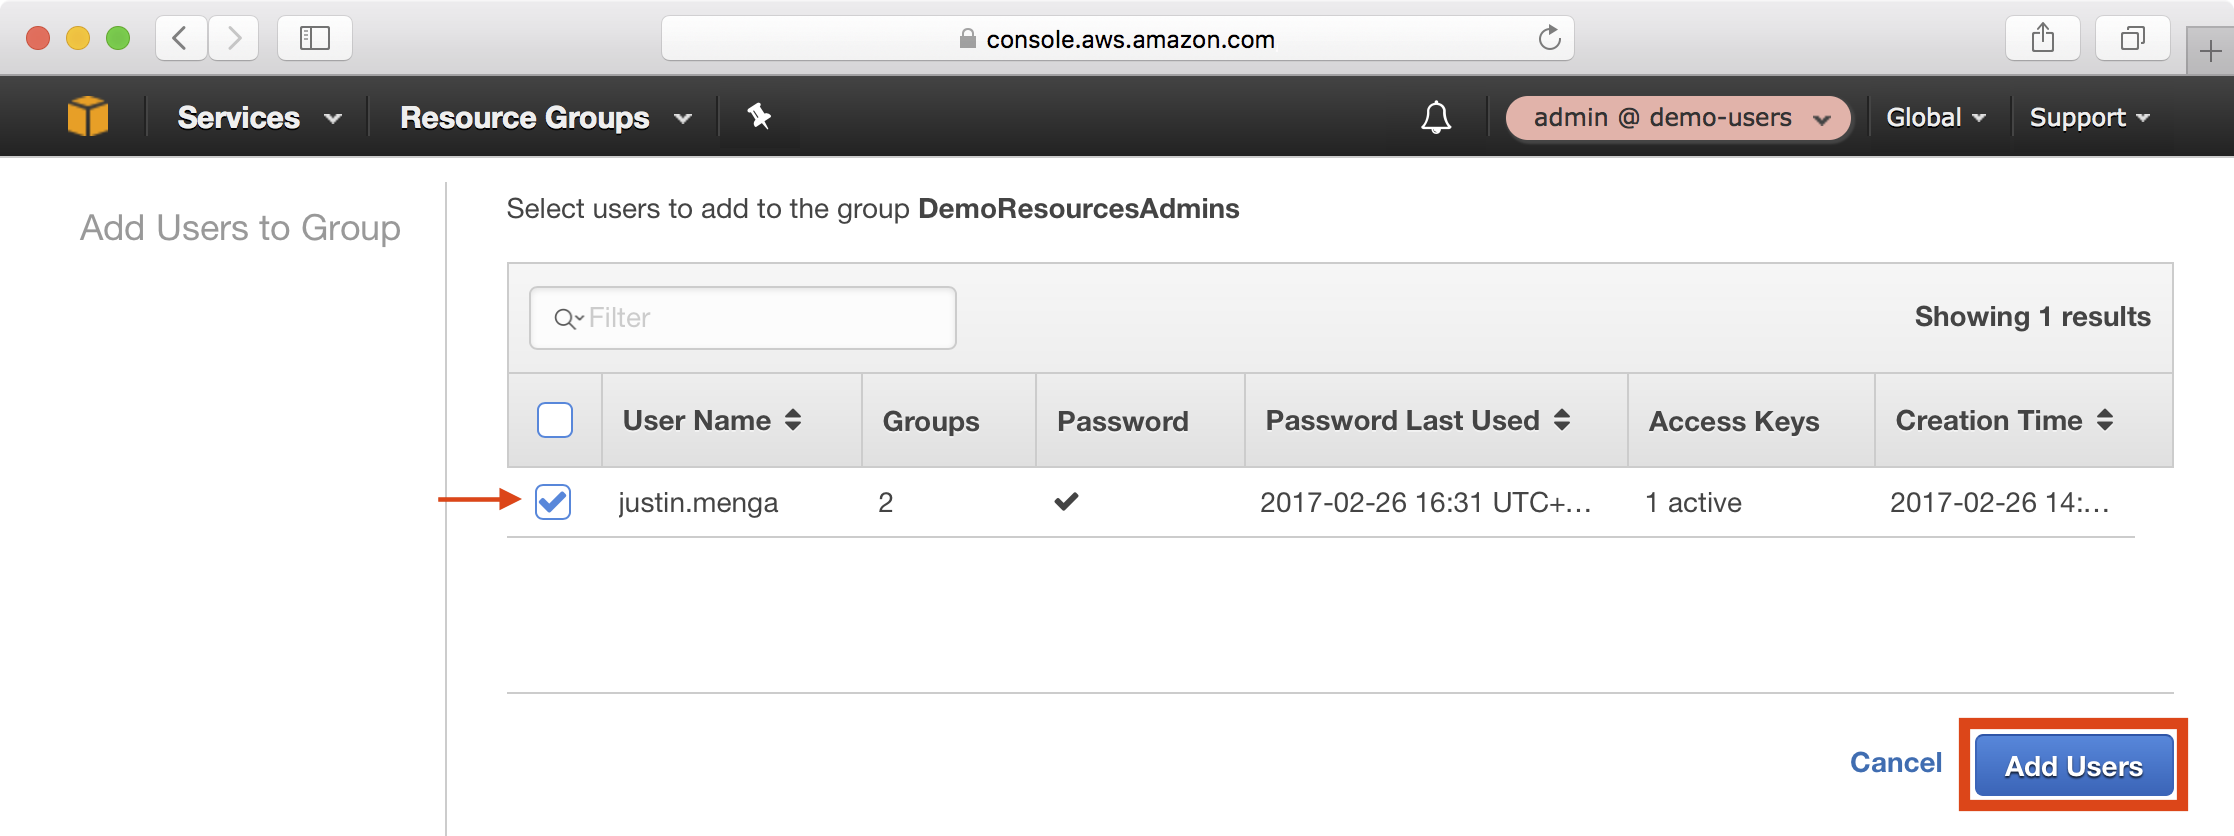 console.aws.amazon.com
Services Resource Groups admin @ demo-users Global Support
Add Users to Group
Select users to add to the group DemoResourcesAdmins
Filter
Showing 1 results
User Name Groups Password Password Last Used Access Keys Creation Time
justin.menga 2 2017-02-26 16:31 UTC+... 1 active 2017-02-26 14:...
Cancel Add Users